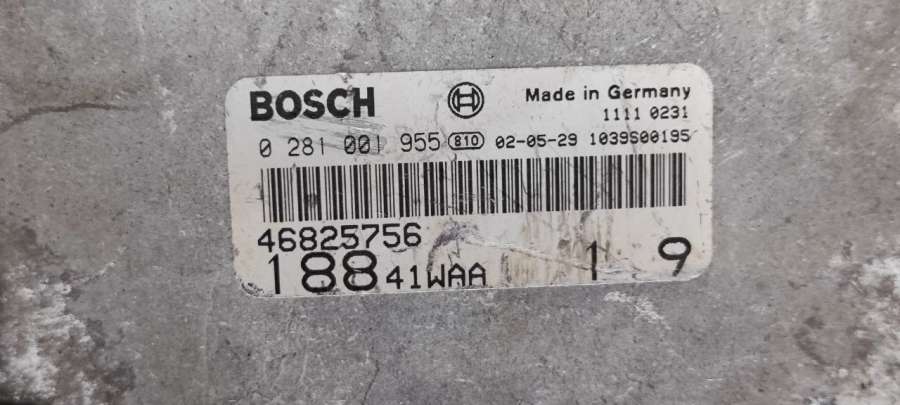 BOSCH Made in Germany
1111 0231
0 281 001 955 810 02-05-29 1039S00195
46825756
188 41WAA 1 9